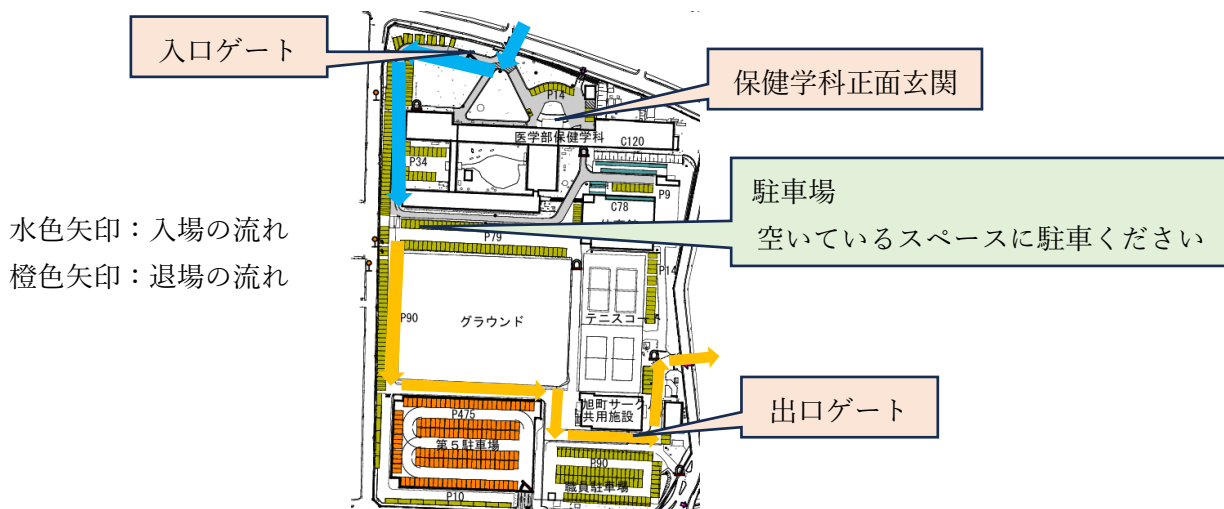 入口ゲート
保健学科正面玄関
P14
医学部保健学科
C120
P34
P9
C78
駐車場
空いているスペースに駐車ください
水色矢印：入場の流れ
橙色矢印：退場の流れ
P79
P14
P90
グラウンド
テニスコート
出口ゲート
旭町サークル
共用施設
P475
第５駐車場
P90
職員駐車場
P10